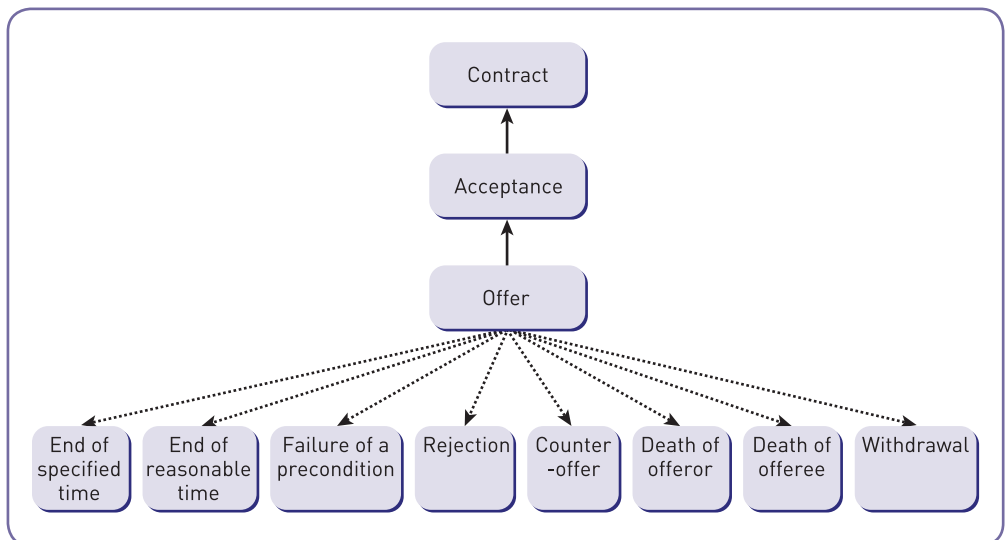 Contract
Acceptance
Offer
End of
specified
time
End of
reasonable
time
Failure of a
precondition
Rejection
Counter
-offer
Death of
offeror
Death of
offeree
Withdrawal